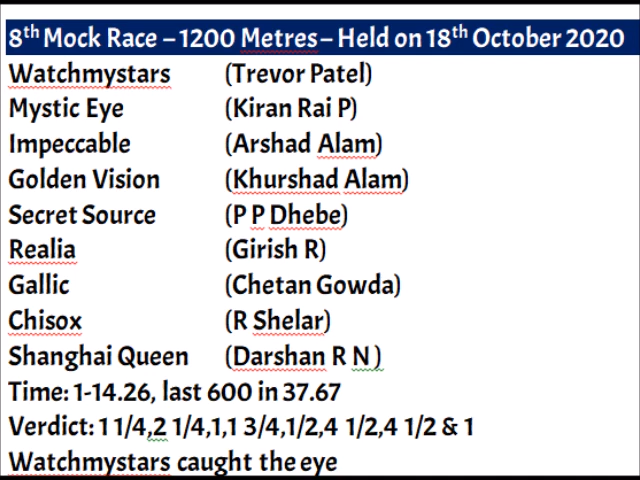 8th Mock Race – 1200 Metres – Held on 18th October 2020
Watchmystars (Trevor Patel)
Mystic Eye (Kiran Rai P)
Impeccable (Arshad Alam)
Golden Vision (Khurshad Alam)
Secret Source (P P Dhebe)
Realia (Girish R)
Gallic (Chetan Gowda)
Chisox (R Shelar)
Shanghai Queen (Darshan R N )
Time: 1-14.26, last 600 in 37.67
Verdict: 1 1/4,2 1/4,1,1 3/4,1/2,4 1/2,4 1/2 & 1
Watchmystars caught the eye